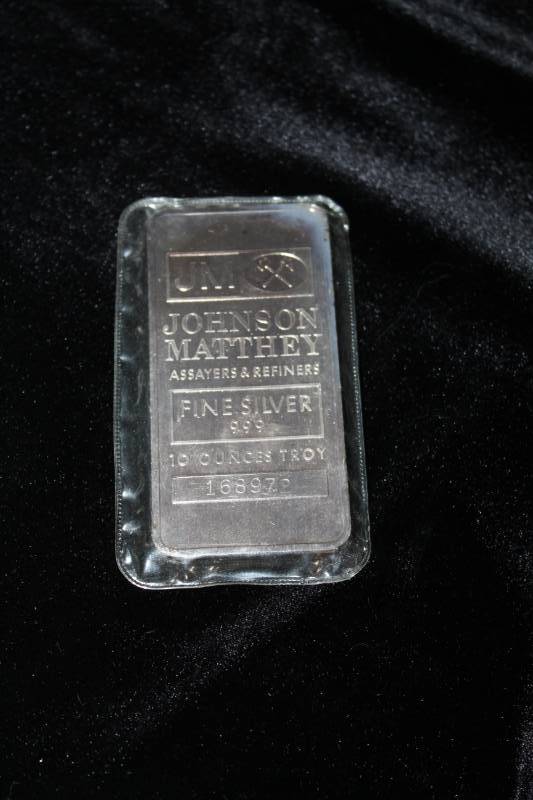 JM
JOHNSON
MATTHEY
ASSAYERS & REFINERS
FINE SILVER
999
10 OUNCES TROY